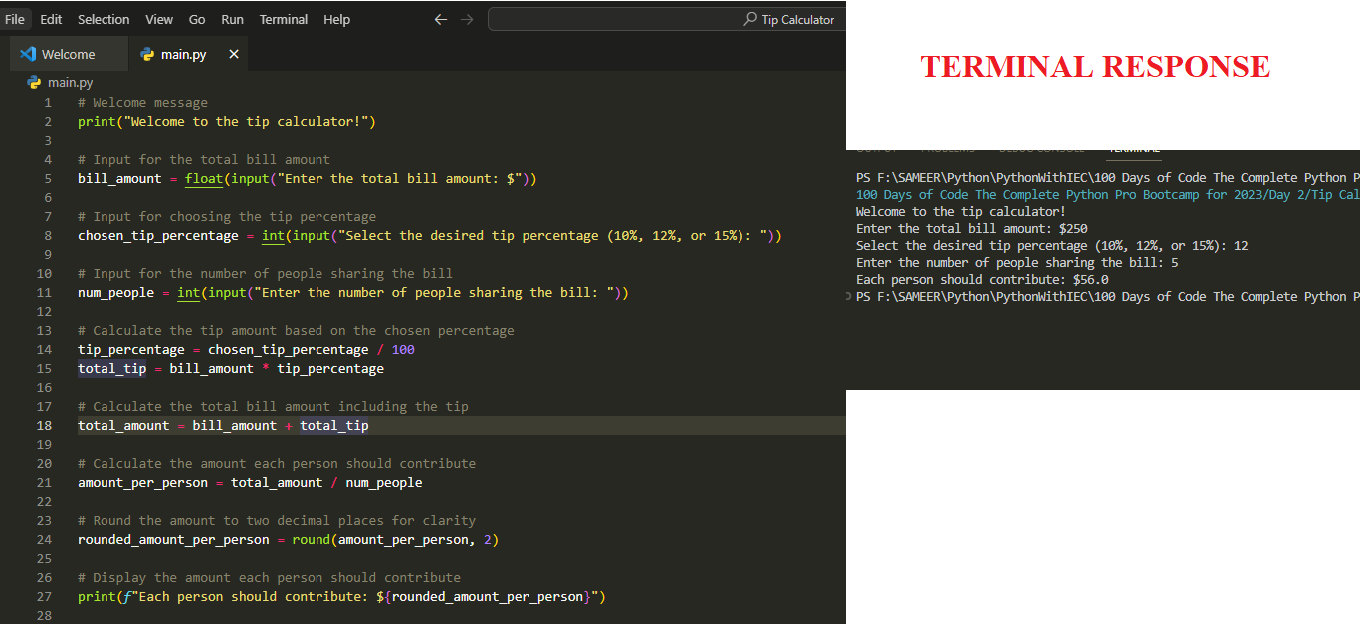 File Edit Selection View Go Run Terminal Help
Tip Calculator
Welcome main.py
main.py
1 # Welcome message
2 print("Welcome to the tip calculator!")
3
4 # Input for the total bill amount
5 bill_amount = float(input("Enter the total bill amount: $"))
6
7 # Input for choosing the tip percentage
8 chosen_tip_percentage = int(input("Select the desired tip percentage (10%, 12%, or 15%): "))
9
10 # Input for the number of people sharing the bill
11 num_people = int(input("Enter the number of people sharing the bill: "))
12
13 # Calculate the tip amount based on the chosen percentage
14 tip_percentage = chosen_tip_percentage / 100
15 total_tip = bill_amount * tip_percentage
16
17 # Calculate the total bill amount including the tip
18 total_amount = bill_amount + total_tip
19
20 # Calculate the amount each person should contribute
21 amount_per_person = total_amount / num_people
22
23 # Round the amount to two decimal places for clarity
24 rounded_amount_per_person = round(amount_per_person, 2)
25
26 # Display the amount each person should contribute
27 print(f"Each person should contribute: ${rounded_amount_per_person}")
28
TERMINAL RESPONSE
OUTPUT PROBLEMS DEBUG CONSOLE TERMINAL
PS F:\SAMEER\Python\PythonWithIEC\100 Days of Code The Complete Python P
100 Days of Code The Complete Python Pro Bootcamp for 2023/Day 2/Tip Cal
Welcome to the tip calculator!
Enter the total bill amount: $250
Select the desired tip percentage (10%, 12%, or 15%): 12
Enter the number of people sharing the bill: 5
Each person should contribute: $56.0
PS F:\SAMEER\Python\PythonWithIEC\100 Days of Code The Complete Python P